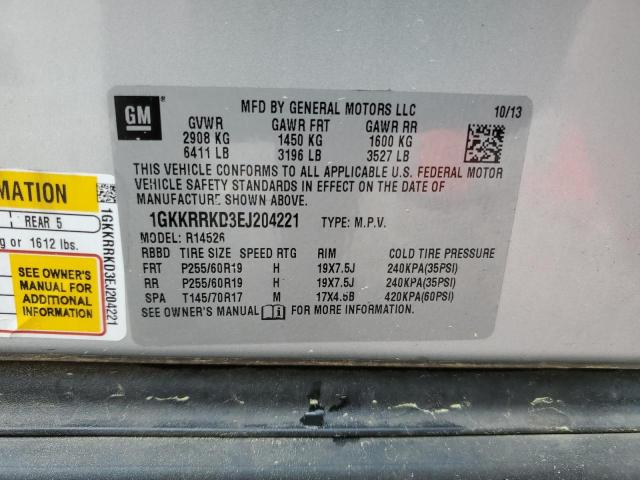 GM
MFD BY GENERAL MOTORS LLC 10/13
GVWR GAWR FRT GAWR RR
2908 KG 1450 KG 1600 KG
6411 LB 3196 LB 3527 LB
THIS VEHICLE CONFORMS TO ALL APPLICABLE U.S. FEDERAL MOTOR
VEHICLE SAFETY STANDARDS IN EFFECT ON THE DATE OF
MANUFACTURE SHOWN ABOVE.
1GKKRRKD3EJ204221 TYPE: M.P.V.
MODEL: R14526
RBBD TIRE SIZE SPEED RTG RIM COLD TIRE PRESSURE
FRT P255/60R19 H 19X7.5J 240KPA(35PSI)
RR P255/60R19 H 19X7.5J 240KPA(35PSI)
SPA T145/70R17 M 17X4.5B 420KPA(60PSI)
SEE OWNER'S MANUAL FOR MORE INFORMATION.
MATION
REAR 5
g or 1612 lbs.
SEE OWNER'S
MANUAL FOR
ADDITIONAL
INFORMATION
1GKKRRKD3EJ204221